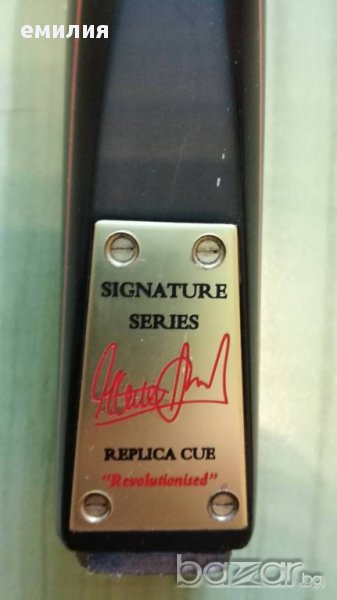 емилия
SIGNATURE
SERIES
REPLICA CUE
"Revolutionised"
bazar.bg